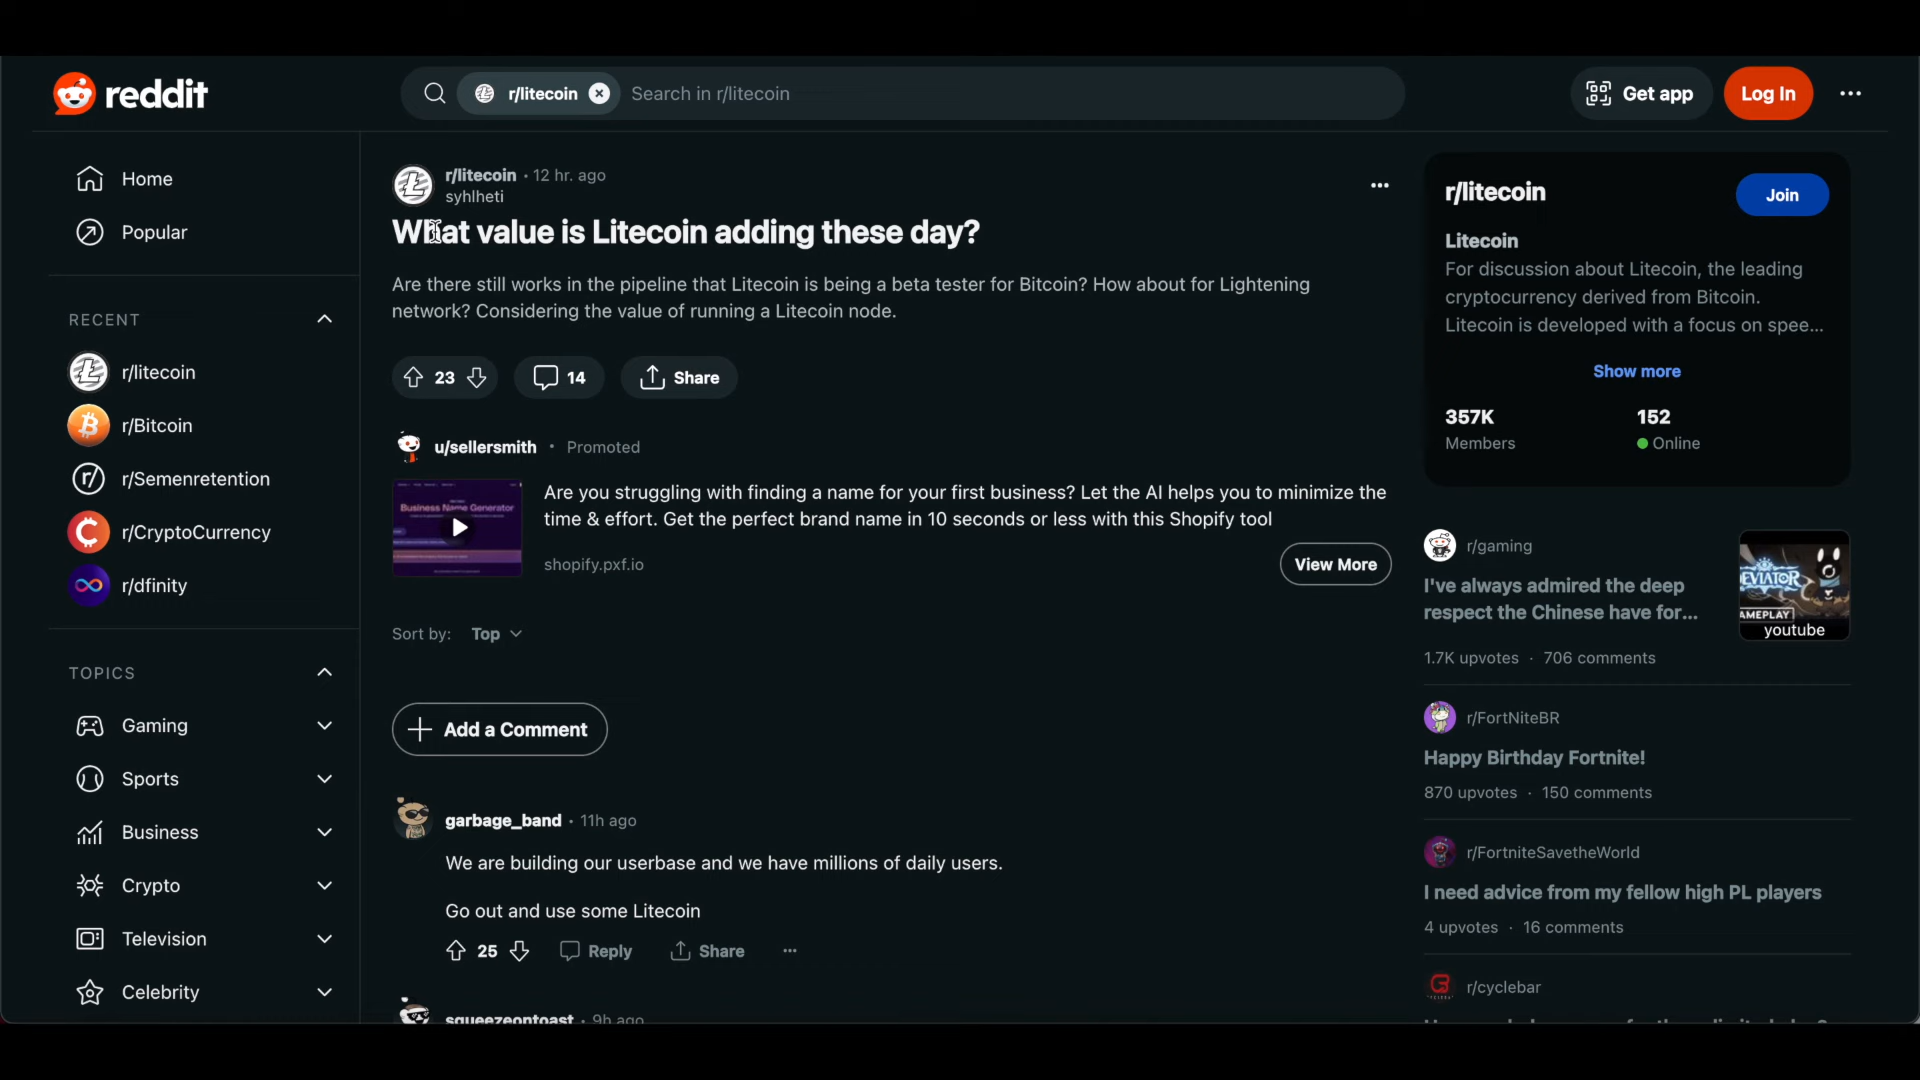 reddit
r/litecoin
Search in r/litecoin
Get app
Log In
Home
Popular
RECENT
r/litecoin
r/Bitcoin
r/Semenretention
r/CryptoCurrency
r/dfinity
TOPICS
Gaming
Sports
Business
Crypto
Television
Celebrity
r/litecoin • 12 hr. ago
syhlheti
What value is Litecoin adding these day?
Are there still works in the pipeline that Litecoin is being a beta tester for Bitcoin? How about for Lightening
network? Considering the value of running a Litecoin node.
23
14
Share
u/sellersmith • Promoted
Business Name Generator
Are you struggling with finding a name for your first business? Let the AI helps you to minimize the
time & effort. Get the perfect brand name in 10 seconds or less with this Shopify tool
shopify.pxf.io
View More
Sort by: Top
Add a Comment
garbage_band • 11h ago
We are building our userbase and we have millions of daily users.
Go out and use some Litecoin
25
Reply
Share
squeezeontoast • 9h ago
r/litecoin
Join
Litecoin
For discussion about Litecoin, the leading
cryptocurrency derived from Bitcoin.
Litecoin is developed with a focus on spee...
Show more
357K 152
Members Online
r/gaming
I've always admired the deep
respect the Chinese have for...
EVIATOR
AMEPLAY
youtube
1.7K upvotes · 706 comments
r/FortNiteBR
Happy Birthday Fortnite!
870 upvotes · 150 comments
r/FortniteSavetheWorld
I need advice from my fellow high PL players
4 upvotes · 16 comments
r/cyclebar